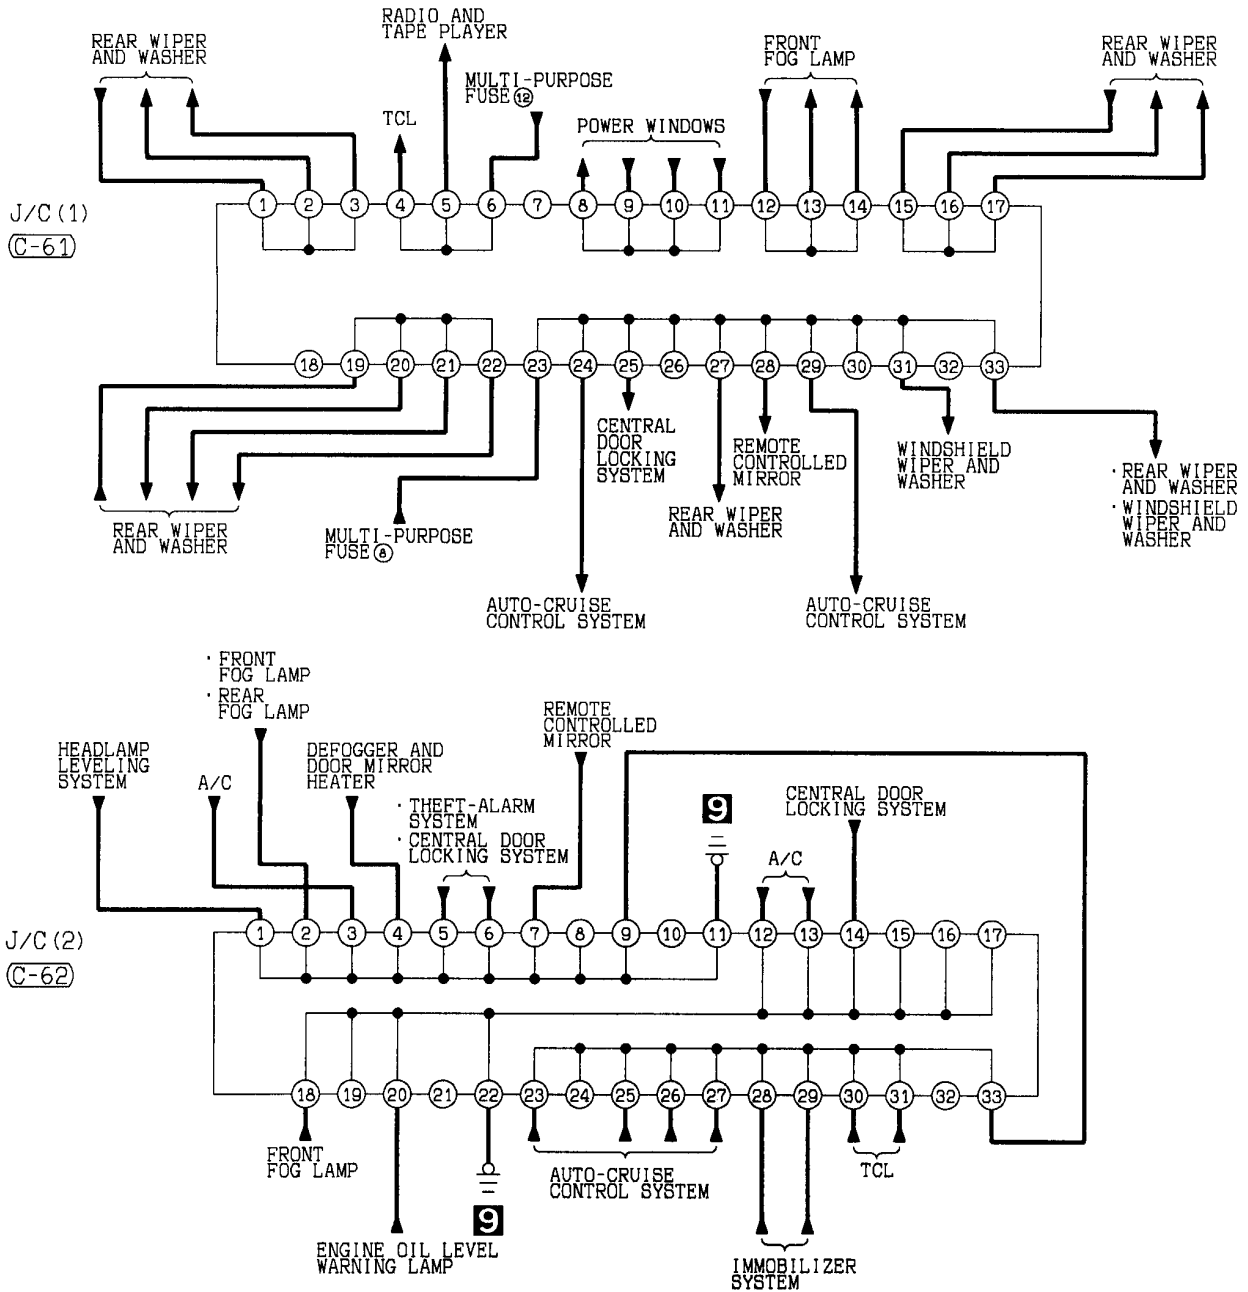 RADIO AND
TAPE PLAYER
REAR WIPER
AND WASHER
MULTI-PURPOSE
FUSE 12
TCL
POWER WINDOWS
FRONT
FOG LAMP
REAR WIPER
AND WASHER
J/C(1)
C-61
1 2 3 4 5 6 7 8 9 10 11 12 13 14 15 16 17
18 19 20 21 22 23 24 25 26 27 28 29 30 31 32 33
REAR WIPER
AND WASHER
MULTI-PURPOSE
FUSE 8
AUTO-CRUISE
CONTROL SYSTEM
CENTRAL
DOOR
LOCKING
SYSTEM
REAR WIPER
AND WASHER
REMOTE
CONTROLLED
MIRROR
AUTO-CRUISE
CONTROL SYSTEM
WINDSHIELD
WIPER AND
WASHER
· REAR WIPER
AND WASHER
· WINDSHIELD
WIPER AND
WASHER
· FRONT
FOG LAMP
· REAR
FOG LAMP
HEADLAMP
LEVELING
SYSTEM
A/C
DEFOGGER AND
DOOR MIRROR
HEATER
· THEFT-ALARM
SYSTEM
· CENTRAL DOOR
LOCKING SYSTEM
REMOTE
CONTROLLED
MIRROR
9
A/C
CENTRAL DOOR
LOCKING SYSTEM
J/C(2)
C-62
1 2 3 4 5 6 7 8 9 10 11 12 13 14 15 16 17
18 19 20 21 22 23 24 25 26 27 28 29 30 31 32 33
FRONT
FOG LAMP
ENGINE OIL LEVEL
WARNING LAMP
9
AUTO-CRUISE
CONTROL SYSTEM
IMMOBILIZER
SYSTEM
TCL